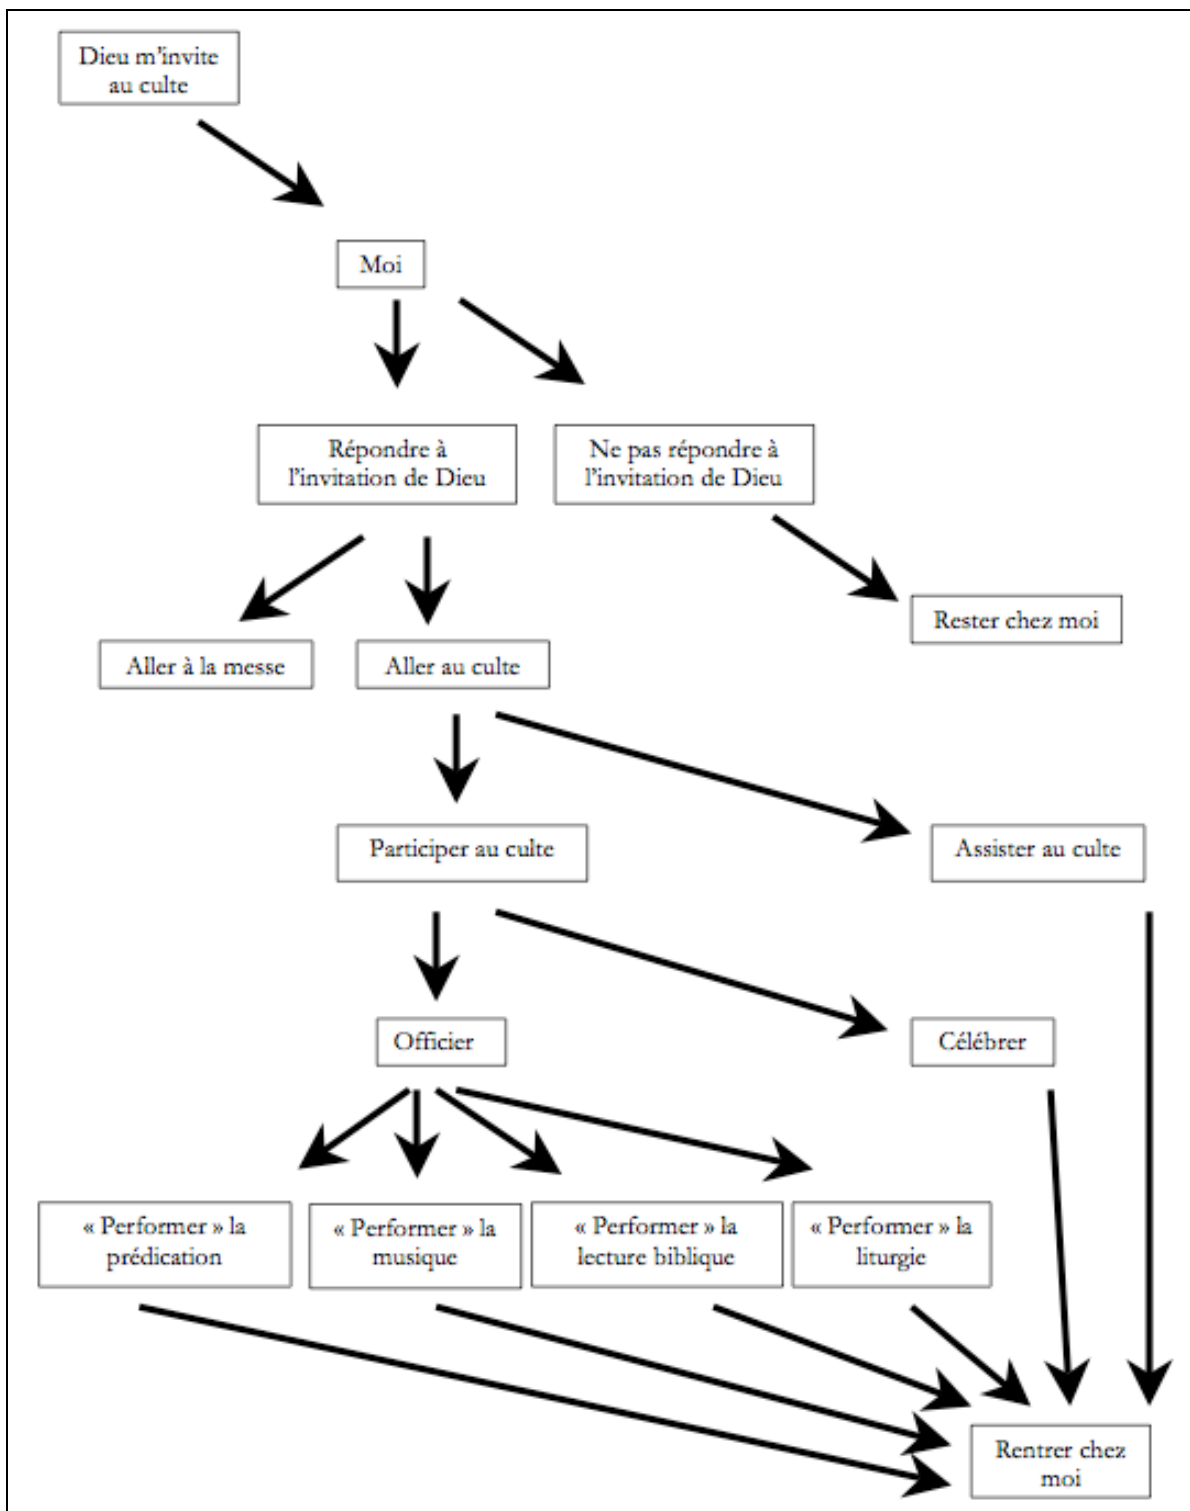 Dieu m'invite
au culte
Moi
Répondre à
l'invitation de Dieu
Ne pas répondre à
l'invitation de Dieu
Rester chez moi
Aller à la messe
Aller au culte
Participer au culte
Assister au culte
Officier
Célébrer
« Performer » la
prédication
« Performer » la
musique
« Performer » la
lecture biblique
« Performer » la
liturgie
Rentrer chez
moi